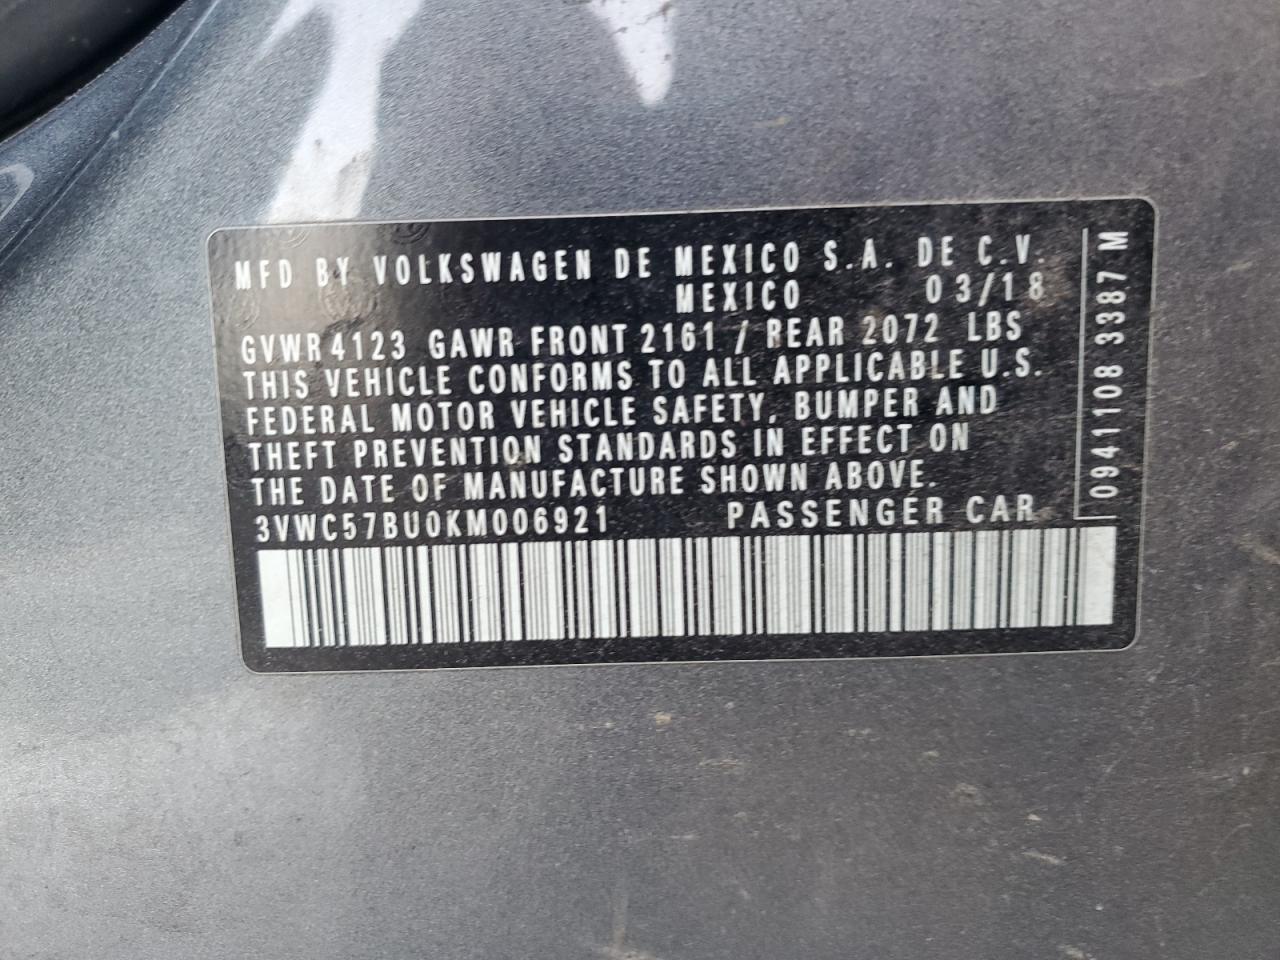 MFD BY VOLKSWAGEN DE MEXICO S.A. DE C.V.
MEXICO 03/18
GVWR 4123 GAWR FRONT 2161 / REAR 2072 LBS
THIS VEHICLE CONFORMS TO ALL APPLICABLE U.S.
FEDERAL MOTOR VEHICLE SAFETY, BUMPER AND
THEFT PREVENTION STANDARDS IN EFFECT ON
THE DATE OF MANUFACTURE SHOWN ABOVE.
3VWC57BU0KM006921 PASSENGER CAR
0941108 3387 M